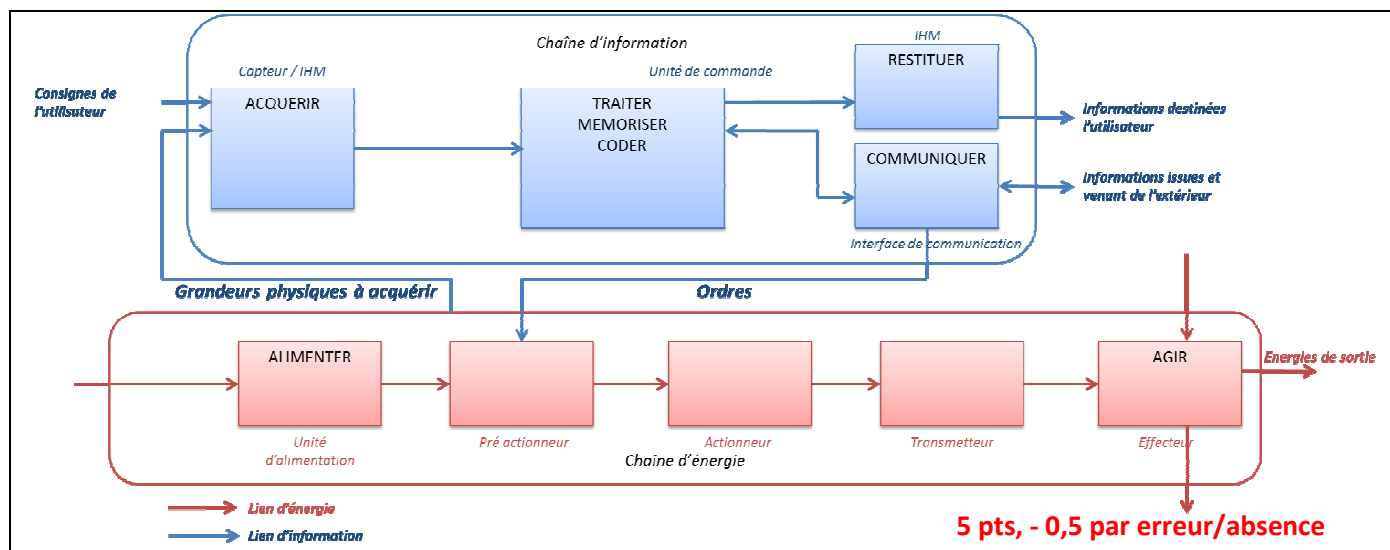 Chaîne d'information
IHM
Capteur / IHM
Unité de commande
RESTITUER
Consignes de
l'utilisateur
ACQUERIR
TRAITER
MEMORISER
CODER
Informations destinées
l'utilisateur
COMMUNIQUER
Informations issues et
venant de l'extérieur
Interface de communication
Grandeurs physiques à acquérir
Ordres
ALIMENTER
AGIR
Energies de sortie
Unité
d'alimentation
Pré actionneur
Actionneur
Transmetteur
Effecteur
Chaine d'énergie
Lien d'énergie
Lien d'information
5 pts, - 0,5 par erreur/absence